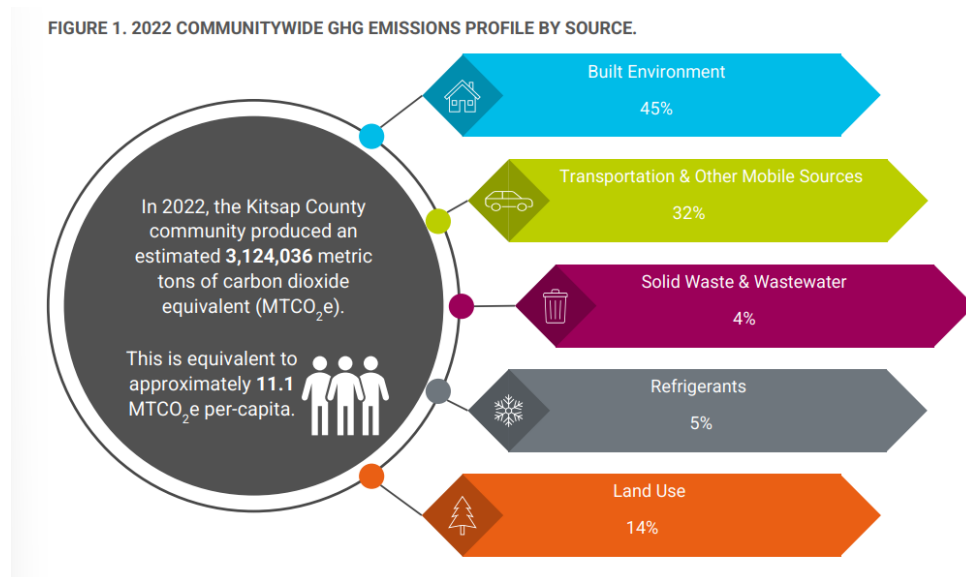 FIGURE 1. 2022 COMMUNITYWIDE GHG EMISSIONS PROFILE BY SOURCE.
In 2022, the Kitsap County
community produced an
estimated 3,124,036 metric
tons of carbon dioxide
equivalent (MTCO₂e).
This is equivalent to
approximately 11.1
MTCO₂e per-capita.
Built Environment
45%
Transportation & Other Mobile Sources
32%
Solid Waste & Wastewater
4%
Refrigerants
5%
Land Use
14%